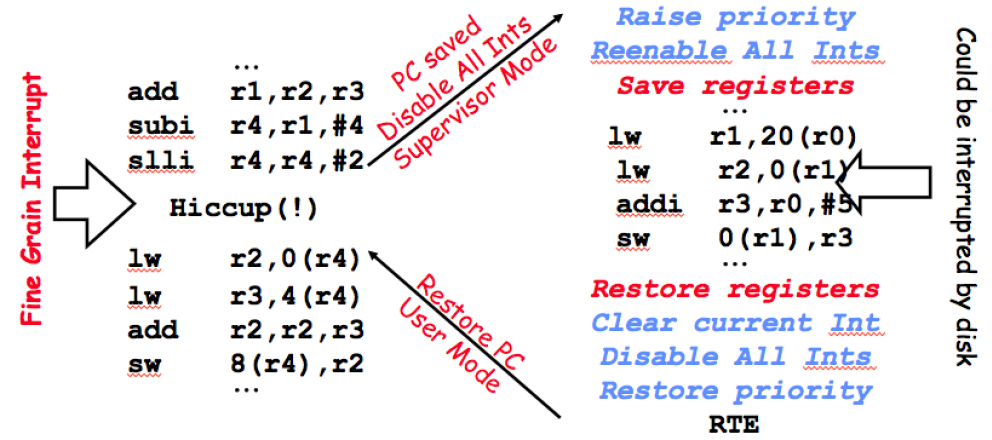 Fine Grain Interrupt
...
add r1,r2,r3
subi r4,r1,#4
slli r4,r4,#2
Hiccup(!)
lw r2,0(r4)
lw r3,4(r4)
add r2,r2,r3
sw 8(r4),r2
...
PC saved
Disable All Ints
Supervisor Mode
Raise priority
Reenable All Ints
Save registers
...
lw r1,20(r0)
lw r2,0(r1)
addi r3,r0,#5
sw 0(r1),r3
...
Restore registers
Clear current Int
Disable All Ints
Restore priority
RTE
Restore PC
User Mode
Could be interrupted by disk